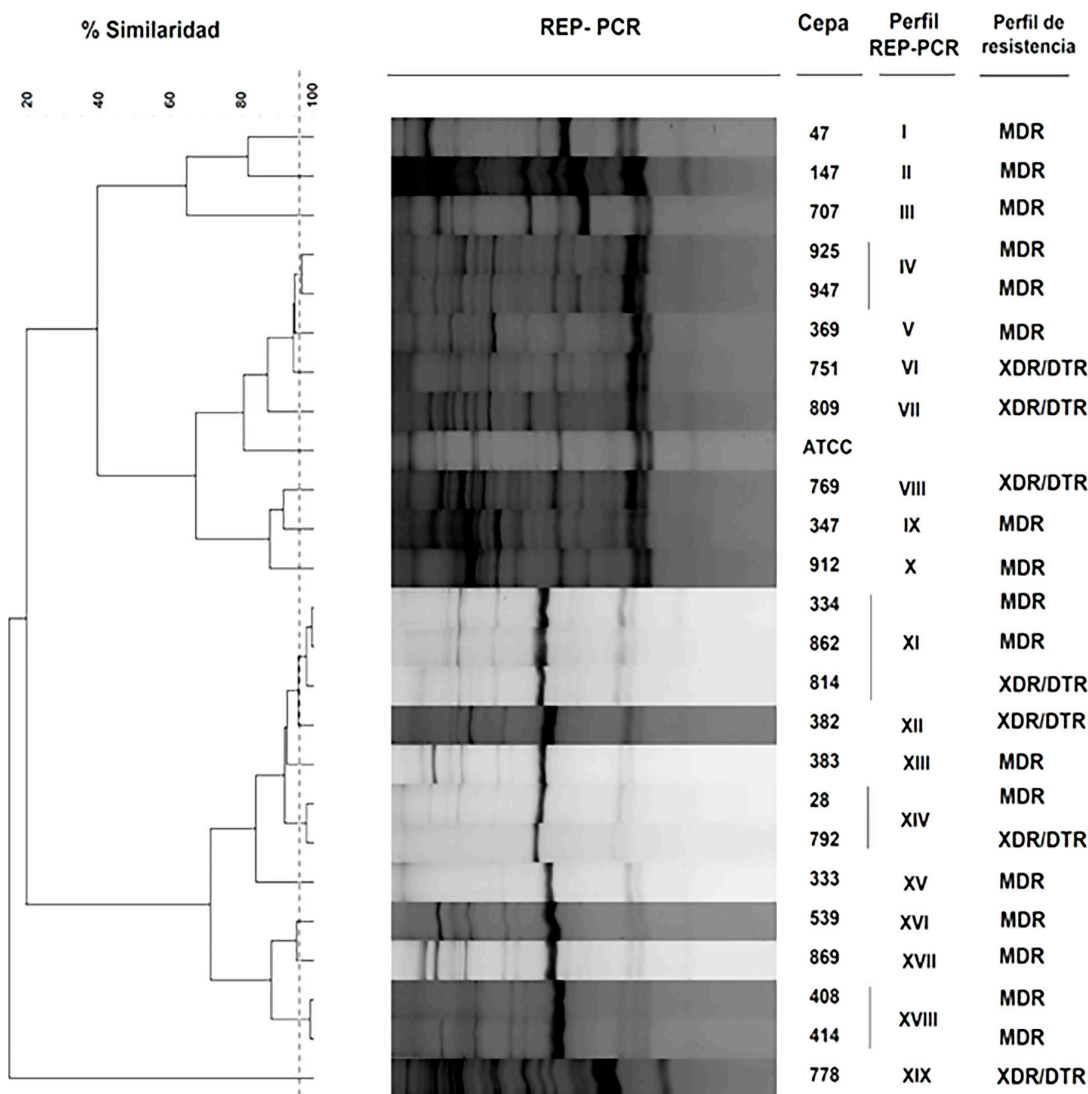 % Similaridad
REP- PCR
Cepa
Perfil
REP-PCR
Perfil de
resistencia
20
40
60
80
100
47 I MDR
147 II MDR
707 III MDR
925 MDR
IV
947 MDR
369 V MDR
751 VI XDR/DTR
809 VII XDR/DTR
ATCC
769 VIII XDR/DTR
347 IX MDR
912 X MDR
334 MDR
862 XI MDR
814 XDR/DTR
382 XII XDR/DTR
383 XIII MDR
28 MDR
XIV
792 XDR/DTR
333 XV MDR
539 XVI MDR
869 XVII MDR
408 MDR
XVIII
414 MDR
778 XIX XDR/DTR